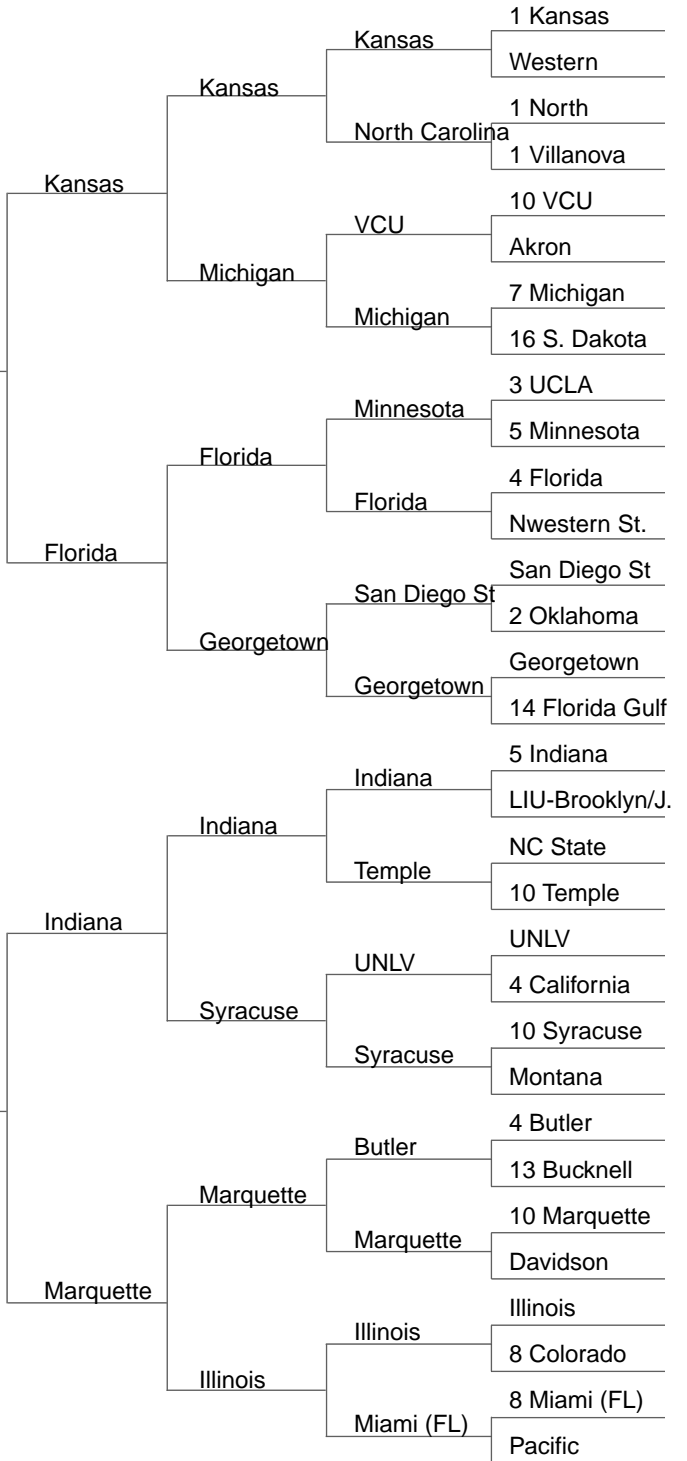 1 Kansas
Kansas
Western
Kansas
1 North
North Carolina
1 Villanova
Kansas
10 VCU
VCU
Akron
Michigan
7 Michigan
Michigan
16 S. Dakota
3 UCLA
Minnesota
5 Minnesota
Florida
4 Florida
Florida
Nwestern St.
Florida
San Diego St
San Diego St
2 Oklahoma
Georgetown
Georgetown
Georgetown
14 Florida Gulf
5 Indiana
Indiana
LIU-Brooklyn/J.
Indiana
NC State
Temple
10 Temple
Indiana
UNLV
UNLV
4 California
Syracuse
10 Syracuse
Syracuse
Montana
4 Butler
Butler
13 Bucknell
Marquette
10 Marquette
Marquette
Davidson
Marquette
Illinois
Illinois
8 Colorado
Illinois
8 Miami (FL)
Miami (FL)
Pacific